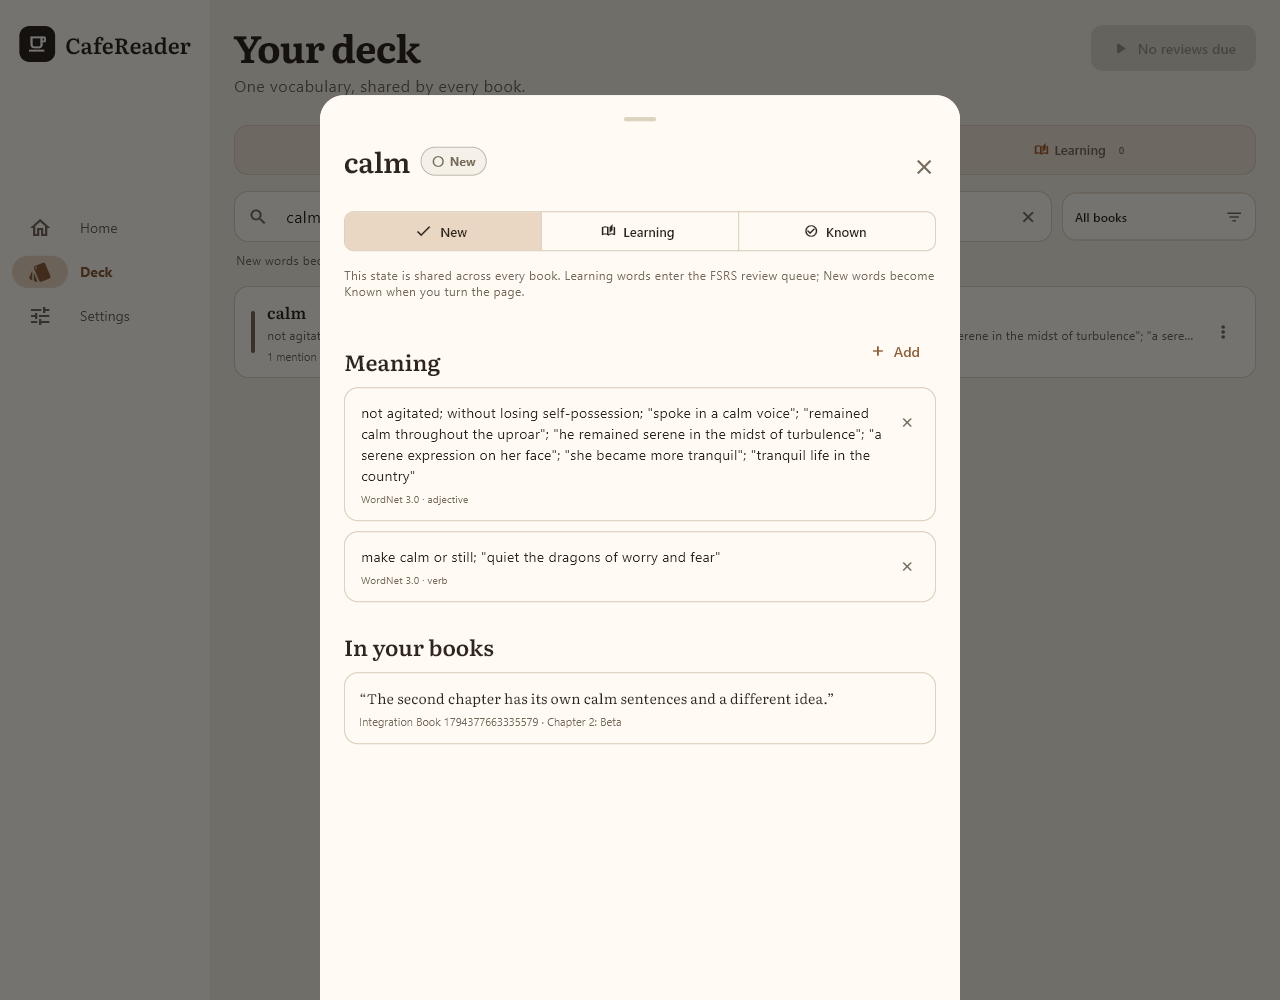 CafeReader
Your deck
One vocabulary, shared by every book.
No reviews due
Home
Deck
Settings
Learning 0
calm
All books
New words bec
calm
not agitat
serene in the midst of turbulence"; "a sere...
1 mention
calm
New
New
Learning
Known
This state is shared across every book. Learning words enter the FSRS review queue; New words become
Known when you turn the page.
Meaning
Add
not agitated; without losing self-possession; "spoke in a calm voice"; "remained
calm throughout the uproar"; "he remained serene in the midst of turbulence"; "a
serene expression on her face"; "she became more tranquil"; "tranquil life in the
country"
WordNet 3.0 · adjective
make calm or still; "quiet the dragons of worry and fear"
WordNet 3.0 · verb
In your books
“The second chapter has its own calm sentences and a different idea.”
Integration Book 1794377663335579 · Chapter 2: Beta